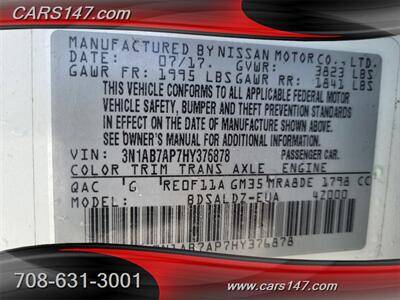 CARS147.com
MANUFACTURED BY NISSAN MOTOR CO., LTD.
DATE: 07/17. GVWR: 3823 LBS
GAWR FR: 1995 LBS GAWR RR: 1841 LBS
THIS VEHICLE CONFORMS TO ALL APPLICABLE FEDERAL MOTOR
VEHICLE SAFETY, BUMPER AND THEFT PREVENTION STANDARDS
IN EFFECT ON THE DATE OF MANUFACTURE SHOWN ABOVE.
SEE OWNER'S MANUAL FOR ADDITIONAL INFORMATION.
VIN: 3N1AB7AP7HY376878 PASSENGER CAR.
COLOR TRIM TRANS AXLE ENGINE
QAC G RE0F11A GM35 MRA8DE 1798 CC
MODEL: BDSALDZ-EUA 42000
3N1AB7AP7HY376878
708-631-3001 cars147.com